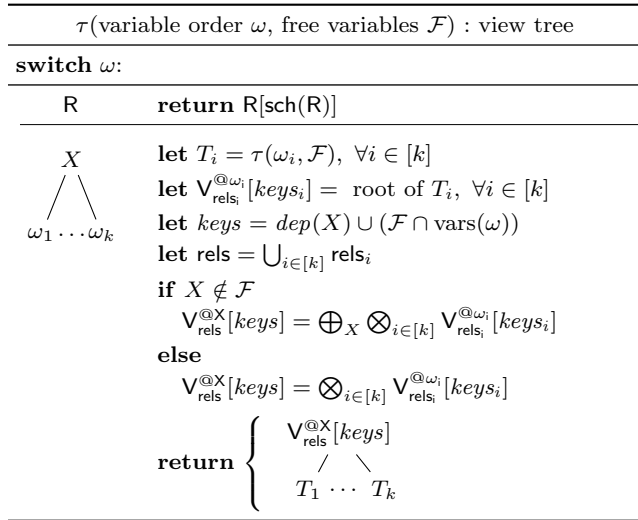 τ(variable order ω, free variables F) : view tree
switch ω:
R return R[sch(R)]
X let T_i = τ(ω_i, F), ∀i ∈ [k]
let V^{@ω_i}_{rels_i}[keys_i] = root of T_i, ∀i ∈ [k]
ω_1 … ω_k let keys = dep(X) ∪ (F ∩ vars(ω))
let rels = ⋃_{i∈[k]} rels_i
if X ∉ F
V^{@X}_{rels}[keys] = ⊕_X ⊗_{i∈[k]} V^{@ω_i}_{rels_i}[keys_i]
else
V^{@X}_{rels}[keys] = ⊗_{i∈[k]} V^{@ω_i}_{rels_i}[keys_i]
return { V^{@X}_{rels}[keys]
T_1 ⋯ T_k